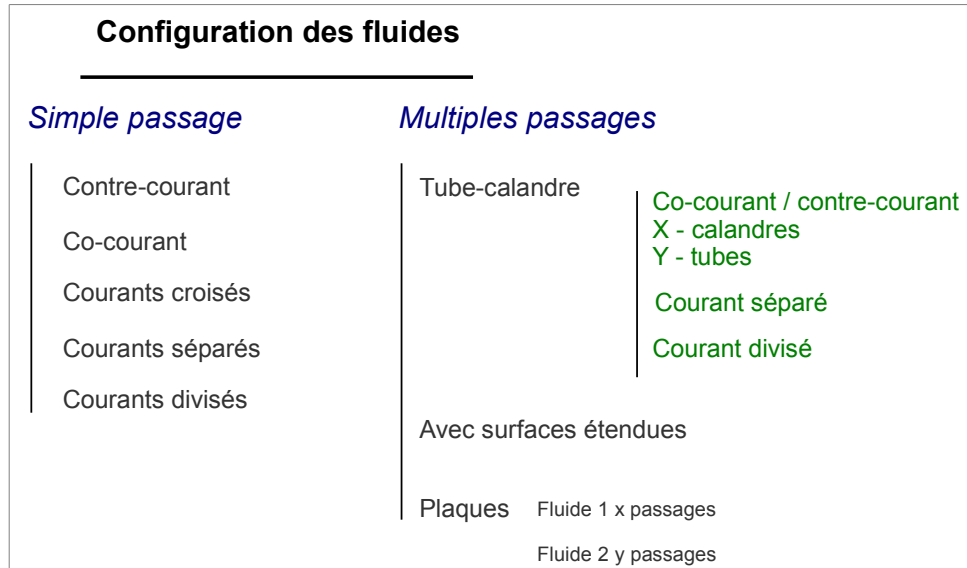 Configuration des fluides
Simple passage
Contre-courant
Co-courant
Courants croisés
Courants séparés
Courants divisés
Multiples passages
Tube-calandre
Co-courant / contre-courant
X - calandres
Y - tubes
Courant séparé
Courant divisé
Avec surfaces étendues
Plaques
Fluide 1 x passages
Fluide 2 y passages